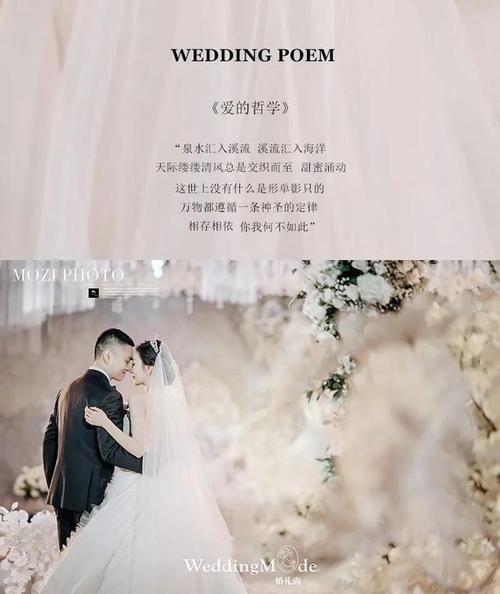 WEDDING POEM
《爱的哲学》
“泉水汇入溪流 溪流汇入海洋
天际缕缕清风总是交织而至 甜蜜涌动
这世上没有什么是形单影只的
万物都遵循一条神圣的定律
相存相依 你我何不如此”
MOZI PHOTO
WeddingMode
婚礼尚